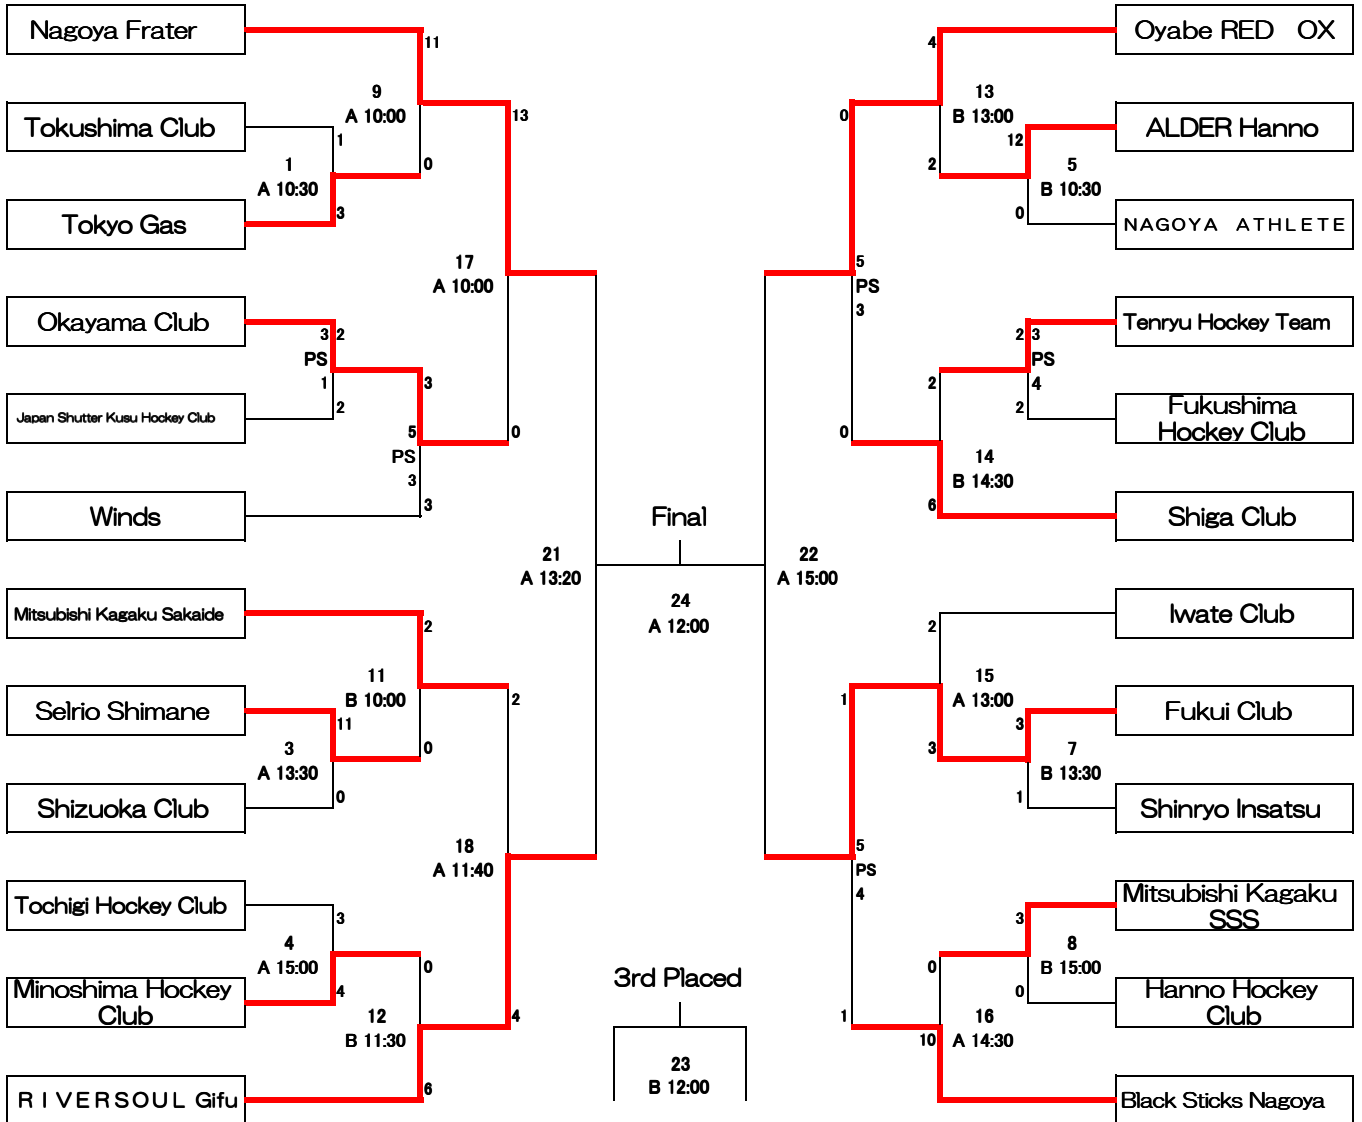 Nagoya Frater
11
9
A 10:00
13
Tokushima Club
1
0
1
A 10:30
3
Tokyo Gas
17
A 10:00
Okayama Club
3 2
PS
1
3
2
Japan Shutter Kusu Hockey Club
5
0
PS
3
3
Winds
21
A 13:20
Mitsubishi Kagaku Sakaide
2
11
B 10:00
2
Selrio Shimane
11
0
3
A 13:30
0
Shizuoka Club
18
A 11:40
Tochigi Hockey Club
3
4
A 15:00
0
4
Minoshima Hockey
Club
12
B 11:30
4
6
RIVERSOUL Gifu
Final
24
A 12:00
3rd Placed
23
B 12:00
Oyabe RED OX
4
13
B 13:00
0
ALDER Hanno
12
2
5
B 10:30
0
NAGOYA ATHLETE
5
PS
3
Tenryu Hockey Team
2 3
PS
4
2
2
Fukushima
Hockey Club
0
14
B 14:30
6
Shiga Club
22
A 15:00
Iwate Club
2
15
A 13:00
1
Fukui Club
3
3
7
B 13:30
1
Shinryo Insatsu
5
PS
4
Mitsubishi Kagaku
SSS
3
8
B 15:00
0
0
Hanno Hockey
Club
1
16
A 14:30
10
Black Sticks Nagoya